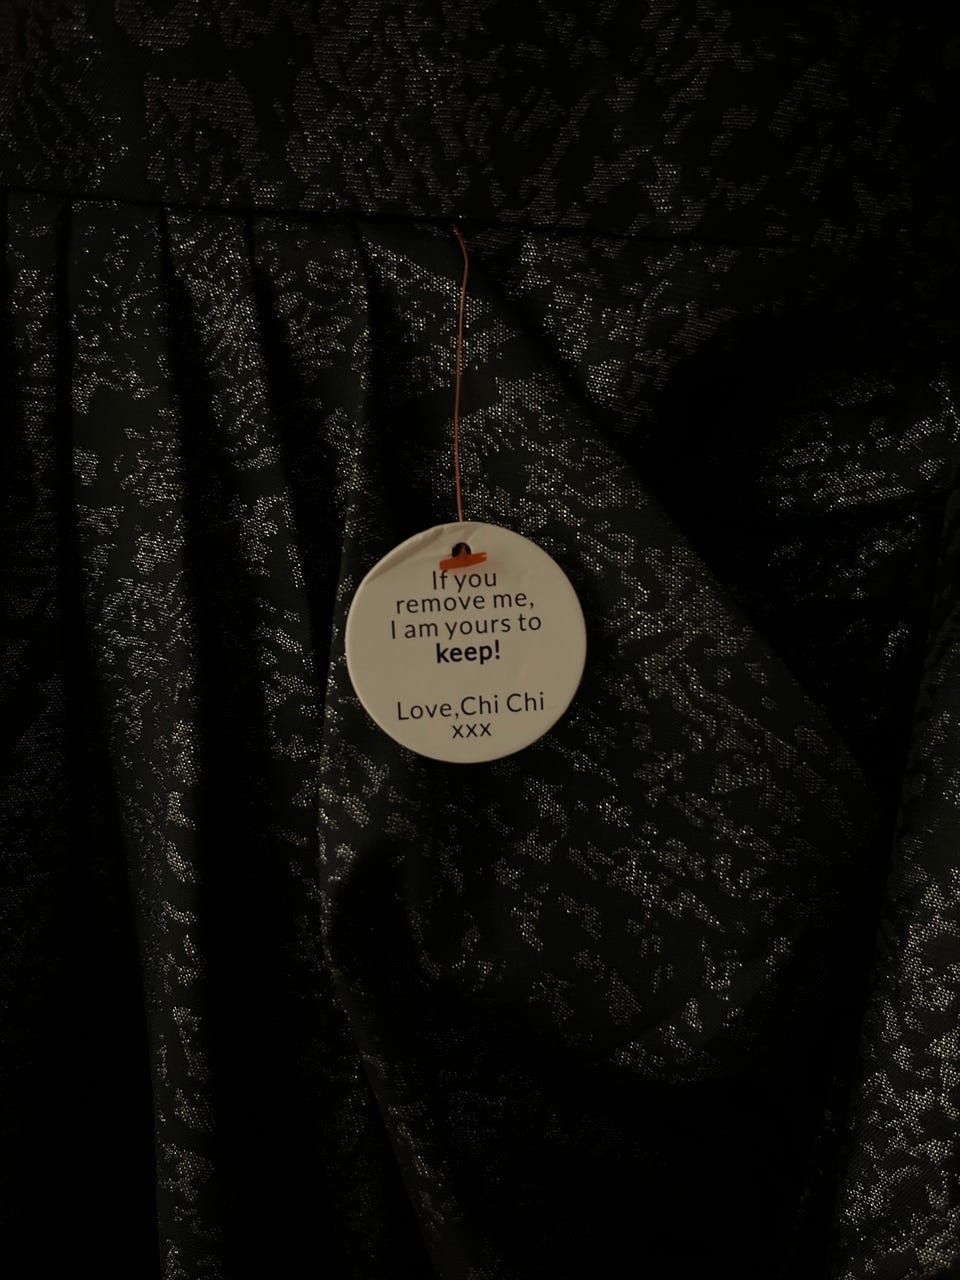 If you
remove me,
I am yours to
keep!
Love,Chi Chi
xxx